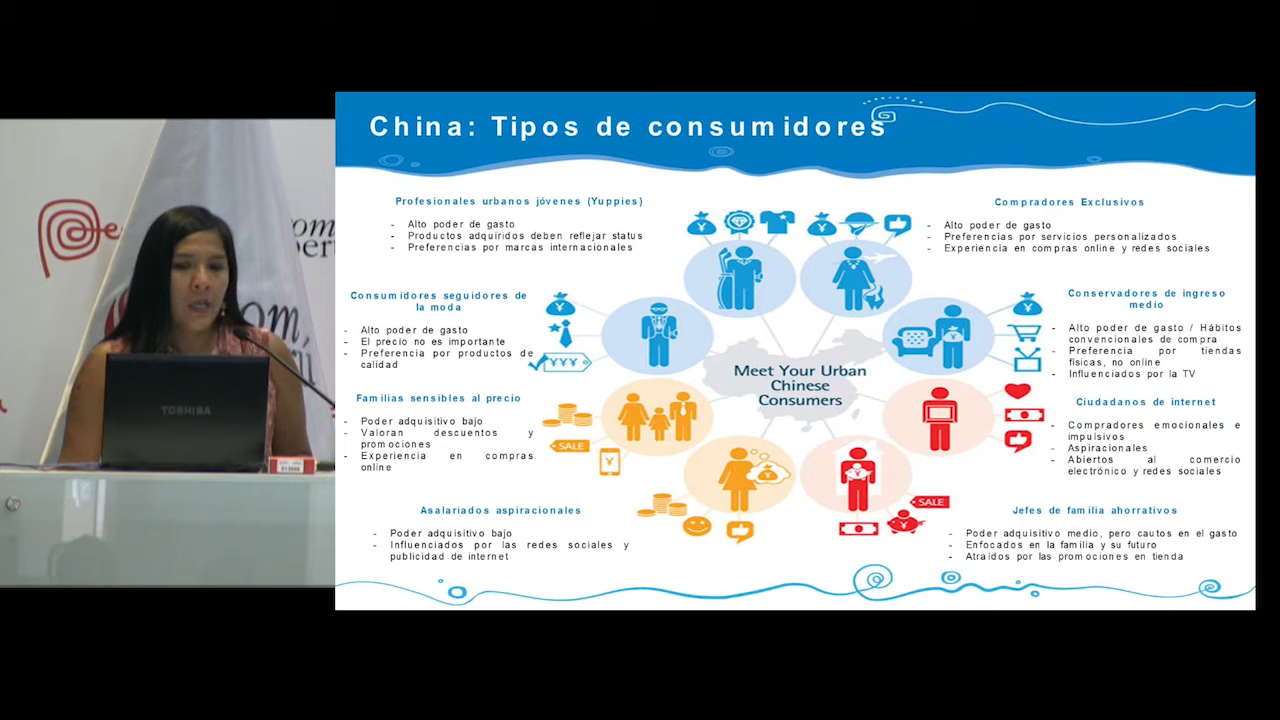 China: Tipos de consumidores
Profesionales urbanos jóvenes (Yuppies)
- Alto poder de gasto
- Productos adquiridos deben reflejar status
- Preferencias por marcas internacionales
Compradores Exclusivos
- Alto poder de gasto
- Preferencias por servicios personalizados
- Experiencia en compras online y redes sociales
Consumidores seguidores de
la moda
- Alto poder de gasto
- El precio no es importante
- Preferencia por productos de
calidad
Conservadores de ingreso
medio
- Alto poder de gasto / Hábitos
convencionales de compra
- Preferencia por tiendas
físicas, no online
- Influenciados por la TV
Familias sensibles al precio
- Poder adquisitivo bajo
- Valoran descuentos y
promociones
- Experiencia en compras
online
Ciudadanos de internet
- Compradores emocionales e
impulsivos
- Aspiracionales
- Abiertos al comercio
electrónico y redes sociales
Asalariados aspiracionales
- Poder adquisitivo bajo
- Influenciados por las redes sociales y
publicidad de internet
Jefes de familia ahorrativos
- Poder adquisitivo medio, pero cautos en el gasto
- Enfocados en la familia y su futuro
- Atraídos por las promociones en tienda
Meet Your Urban
Chinese
Consumers
¥
¥
¥
¥
¥¥¥
SALE
¥
¥
SALE
¥
¥
¥
TOSHIBA